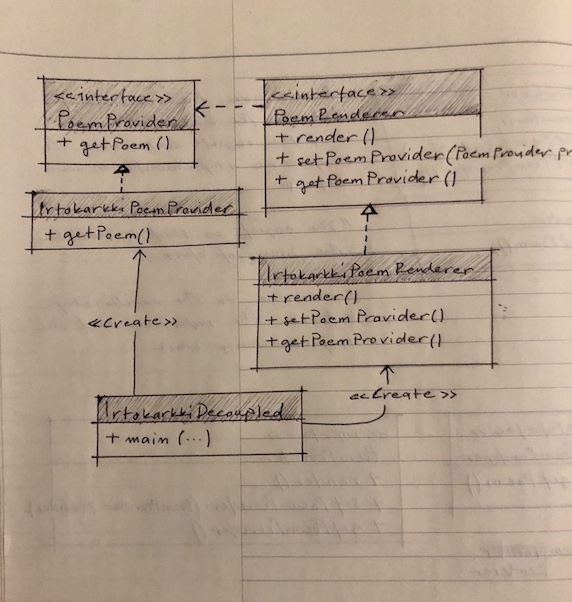 <<interface>>
PoemProvider
+ getPoem()
<<interface>>
PoemRenderer
+ render()
+ setPoemProvider(PoemProvider pr
+ getPoemProvider()
IrtokarkkiPoemProvider
+ getPoem()
IrtokarkkiPoemRenderer
+ render()
+ setPoemProvider()
+ getPoemProvider()
<<Create>>
<<Create>>
IrtokarkkiDecoupled
+ main (...)